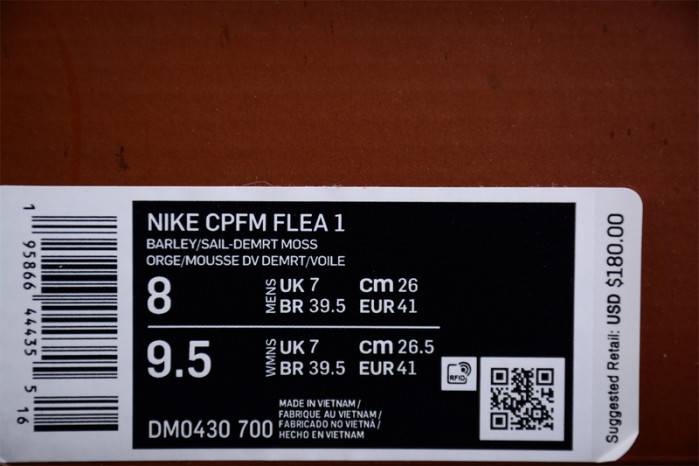 NIKE CPFM FLEA 1
BARLEY/SAIL-DEMRT MOSS
ORGE/MOUSSE DV DEMRT/VOILE
8 MENS UK 7 cm 26
BR 39.5 EUR 41
9.5 WMNS UK 7 cm 26.5
BR 39.5 EUR 41
RFID
DM0430 700
MADE IN VIETNAM /
FABRIQUE AU VIETNAM /
FABRICADO NO VIETNÃ /
HECHO EN VIETNAM
1 95866 44435 5 16
Suggested Retail: USD $180.00